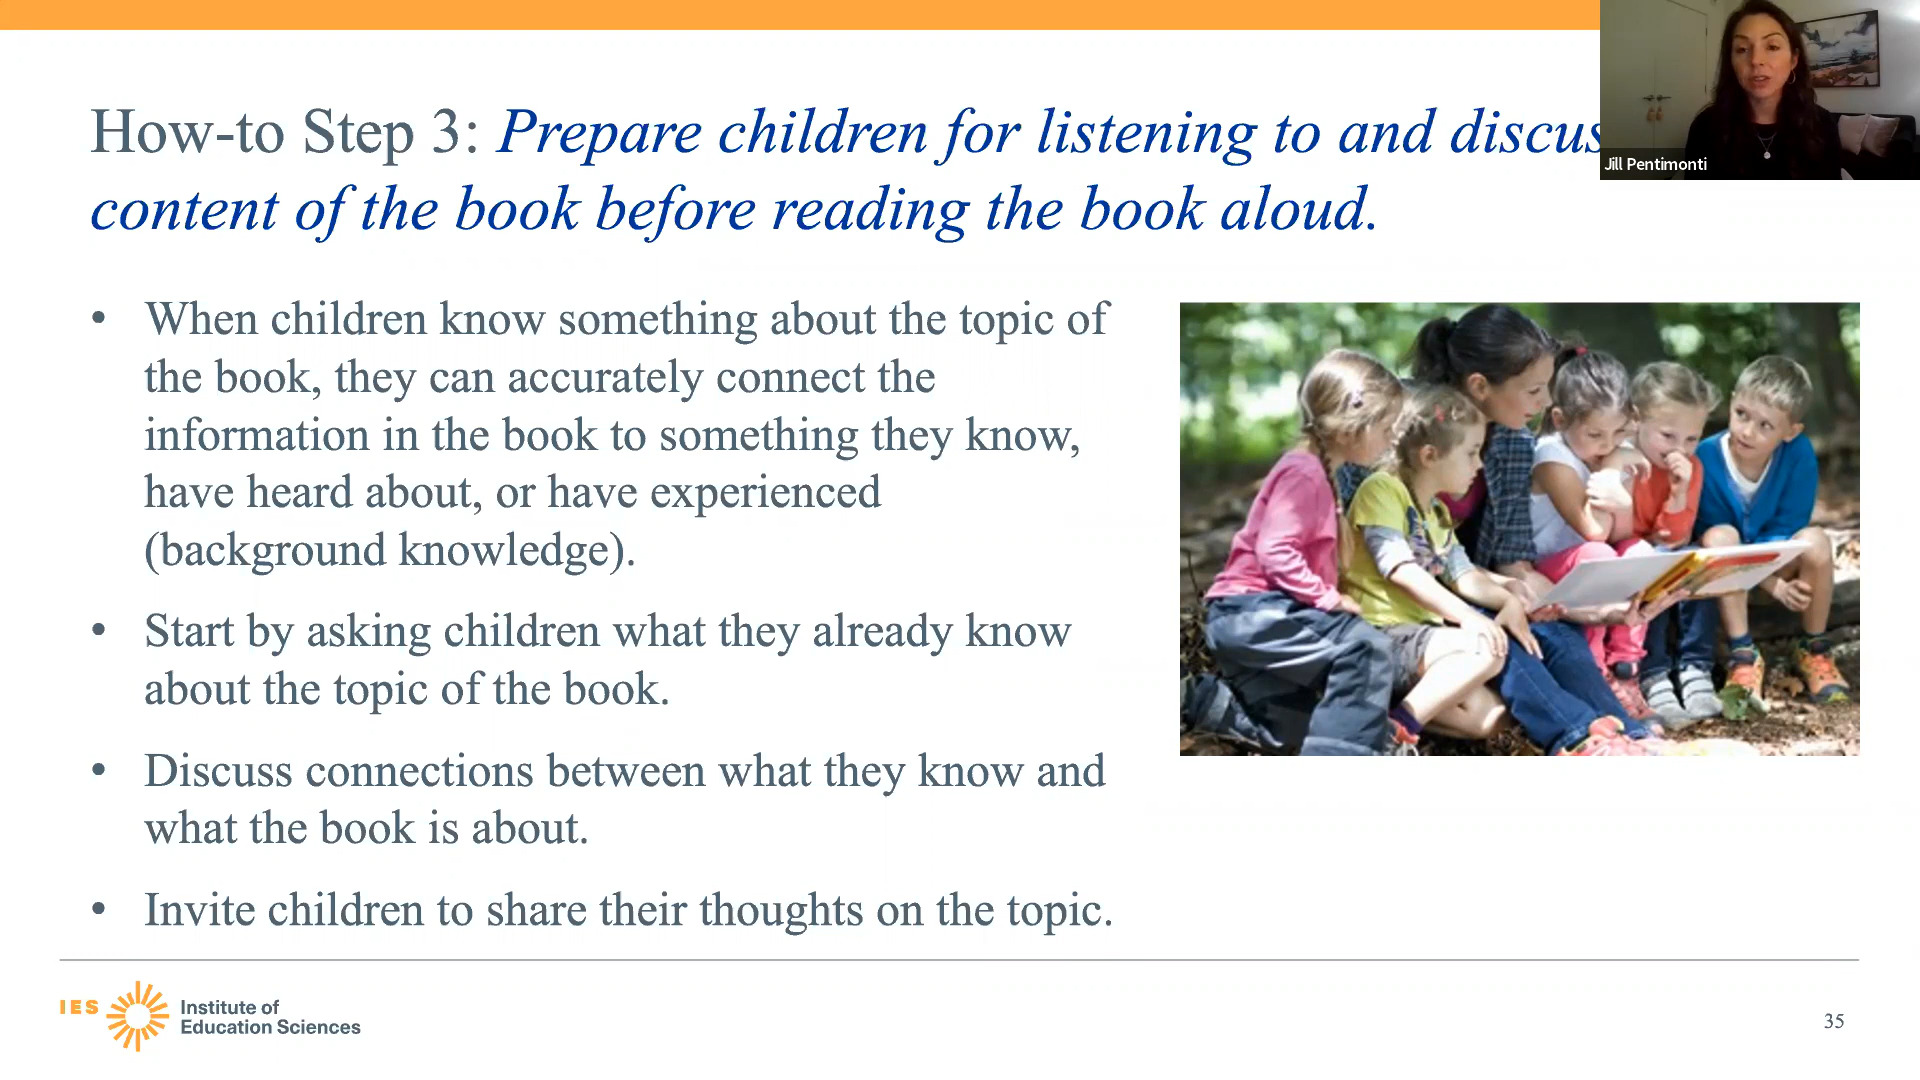 How-to Step 3: Prepare children for listening to and
content of the book before reading the book aloud.
Jill Pentimonti
• When children know something about the topic of
the book, they can accurately connect the
information in the book to something they know,
have heard about, or have experienced
(background knowledge).
• Start by asking children what they already know
about the topic of the book.
• Discuss connections between what they know and
what the book is about.
• Invite children to share their thoughts on the topic.
IES
Institute of
Education Sciences
35